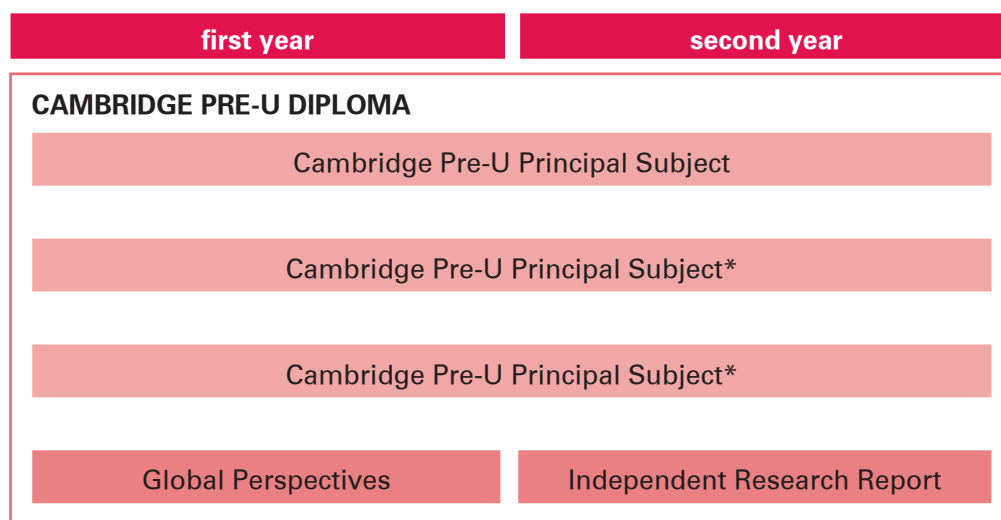 first year
second year
CAMBRIDGE PRE-U DIPLOMA
Cambridge Pre-U Principal Subject
Cambridge Pre-U Principal Subject*
Cambridge Pre-U Principal Subject*
Global Perspectives
Independent Research Report